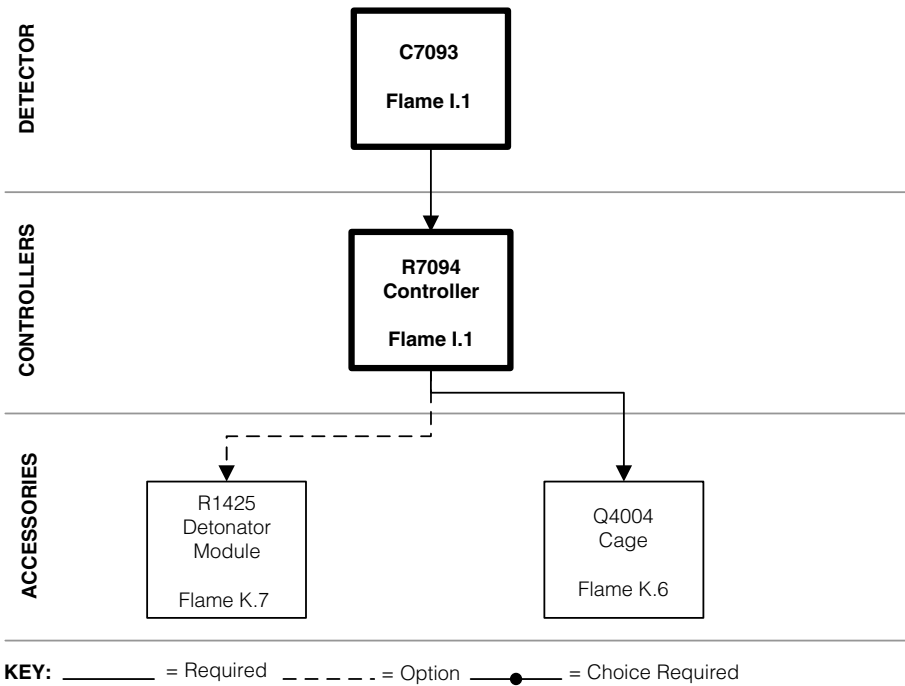 DETECTOR
C7093
Flame I.1
CONTROLLERS
R7094
Controller
Flame I.1
ACCESSORIES
R1425
Detonator
Module
Flame K.7
Q4004
Cage
Flame K.6
KEY: = Required = Option = Choice Required